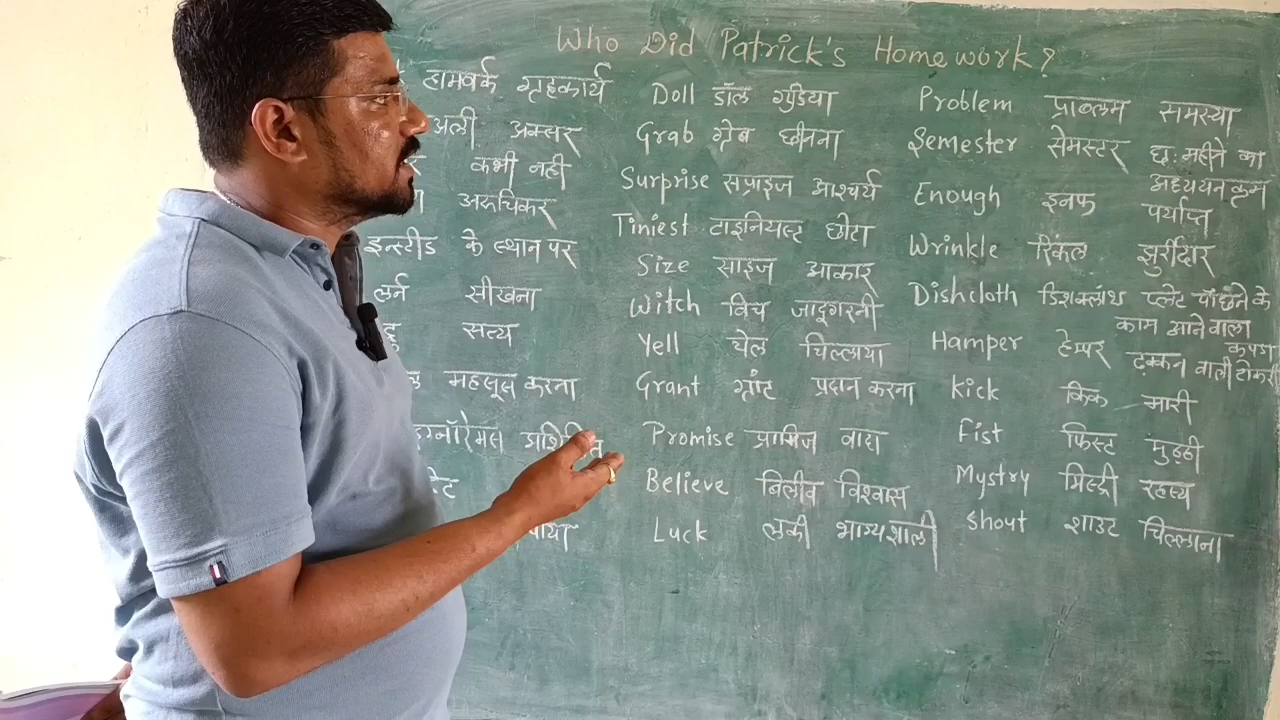 Who Did Patrick's Homework?
हामवर्क गृहकार्य
अली अक्सर
कभी नही
अरूचिकर
इन्स्टीड के स्थान पर
लर्न सीखना
सत्य
महसूस करना
इग्नॉरेमस अशिक्षित
Doll डॉल गुडिया
Grab ग्रेब छीनना
Surprise सप्राइज आश्चर्य
Tiniest टाइनियस्ट छोटा
Size साइज आकार
Witch विच जादूगरनी
Yell येल चिल्लाया
Grant ग्रांट प्रदान करना
Promise प्रामिज वादा
Believe बिलीव विश्वास
Luck लकी भाग्यशाली
Problem प्राब्लम समस्या
Semester सेमेस्टर छ: महीने का
अध्ययन क्रम
Enough इनफ पर्याप्त
Wrinkle रिंकल झुर्रीदार
Dishcloth डिशक्लॉथ प्लेट पोंछने के
काम आने वाला
कपडा
Hamper हेम्पर ढ़क्कन वाली टोकरी
Kick किक मारी
Fist फिस्ट मुठ्ठी
Mystry मिस्ट्री रहस्य
Shout शाउट चिल्लाना